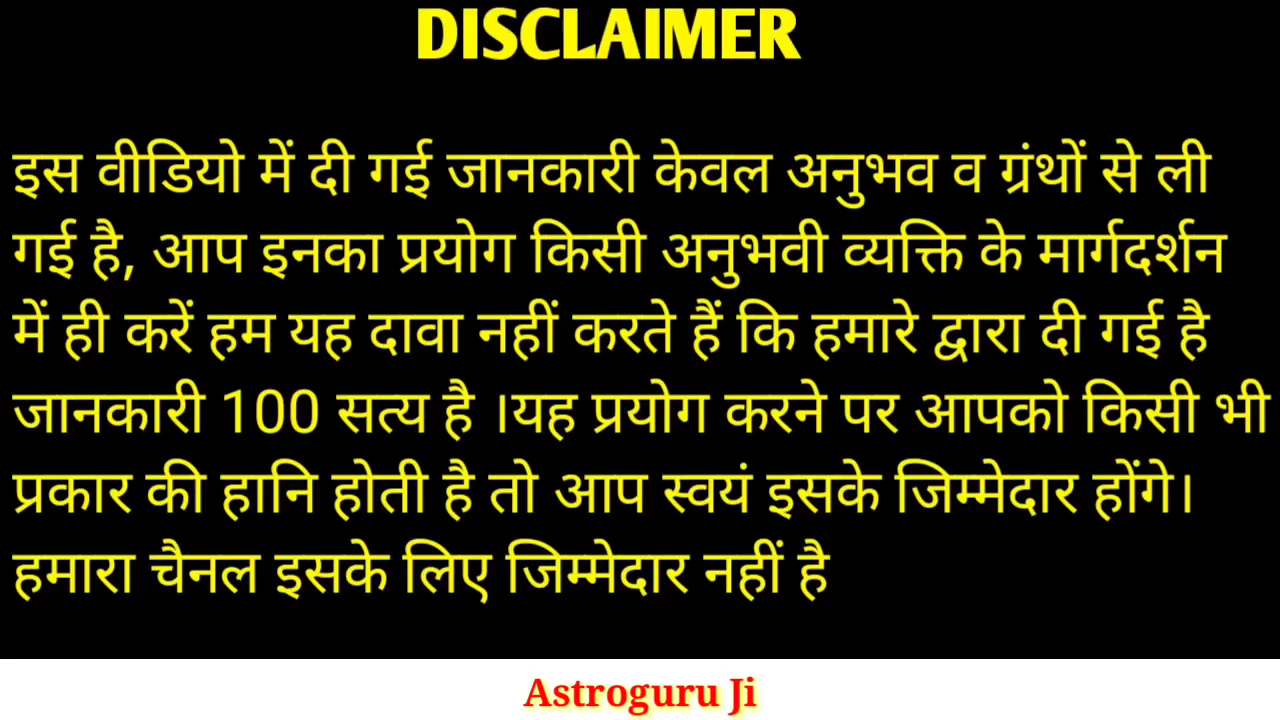 DISCLAIMER
इस वीडियो में दी गई जानकारी केवल अनुभव व ग्रंथों से ली
गई है, आप इनका प्रयोग किसी अनुभवी व्यक्ति के मार्गदर्शन
में ही करें हम यह दावा नहीं करते हैं कि हमारे द्वारा दी गई है
जानकारी 100 सत्य है ।यह प्रयोग करने पर आपको किसी भी
प्रकार की हानि होती है तो आप स्वयं इसके जिम्मेदार होंगे।
हमारा चैनल इसके लिए जिम्मेदार नहीं है
Astroguru Ji